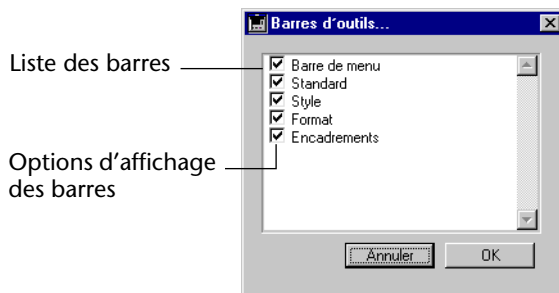 Barres d'outils...
Liste des barres
Barre de menu
Standard
Style
Format
Encadrements
Options d'affichage
des barres
Annuler
OK